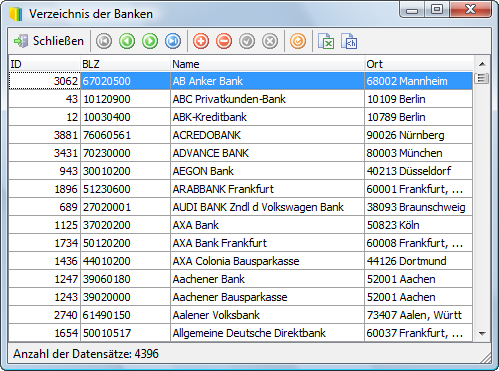 Verzeichnis der Banken
Schließen
ID BLZ Name Ort
3062 67020500 AB Anker Bank 68002 Mannheim
43 10120900 ABC Privatkunden-Bank 10109 Berlin
12 10030400 ABK-Kreditbank 10789 Berlin
3881 76060561 ACREDOBANK 90026 Nürnberg
3431 70230000 ADVANCE BANK 80003 München
943 30010200 AEGON Bank 40213 Düsseldorf
1896 51230600 ARABBANK Frankfurt 60001 Frankfurt, ...
689 27020001 AUDI BANK Zndl d Volkswagen Bank 38093 Braunschweig
1125 37020200 AXA Bank 50823 Köln
1734 50120200 AXA Bank Frankfurt 60008 Frankfurt, ...
1436 44010200 AXA Colonia Bausparkasse 44126 Dortmund
1247 39060180 Aachener Bank 52001 Aachen
1243 39020000 Aachener Bausparkasse 52001 Aachen
2740 61490150 Aalener Volksbank 73407 Aalen, Württ
1654 50010517 Allgemeine Deutsche Direktbank 60037 Frankfurt, ...
Anzahl der Datensätze: 4396